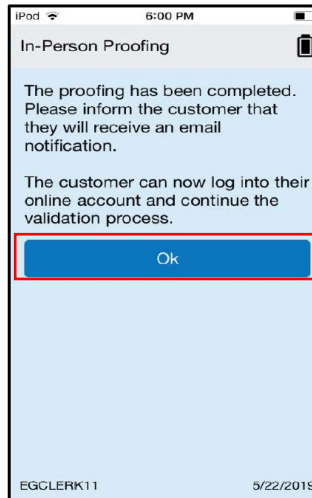 iPod 6:00 PM
In-Person Proofing
The proofing has been completed.
Please inform the customer that
they will receive an email
notification.
The customer can now log into their
online account and continue the
validation process.
Ok
EGCLERK11 5/22/2019